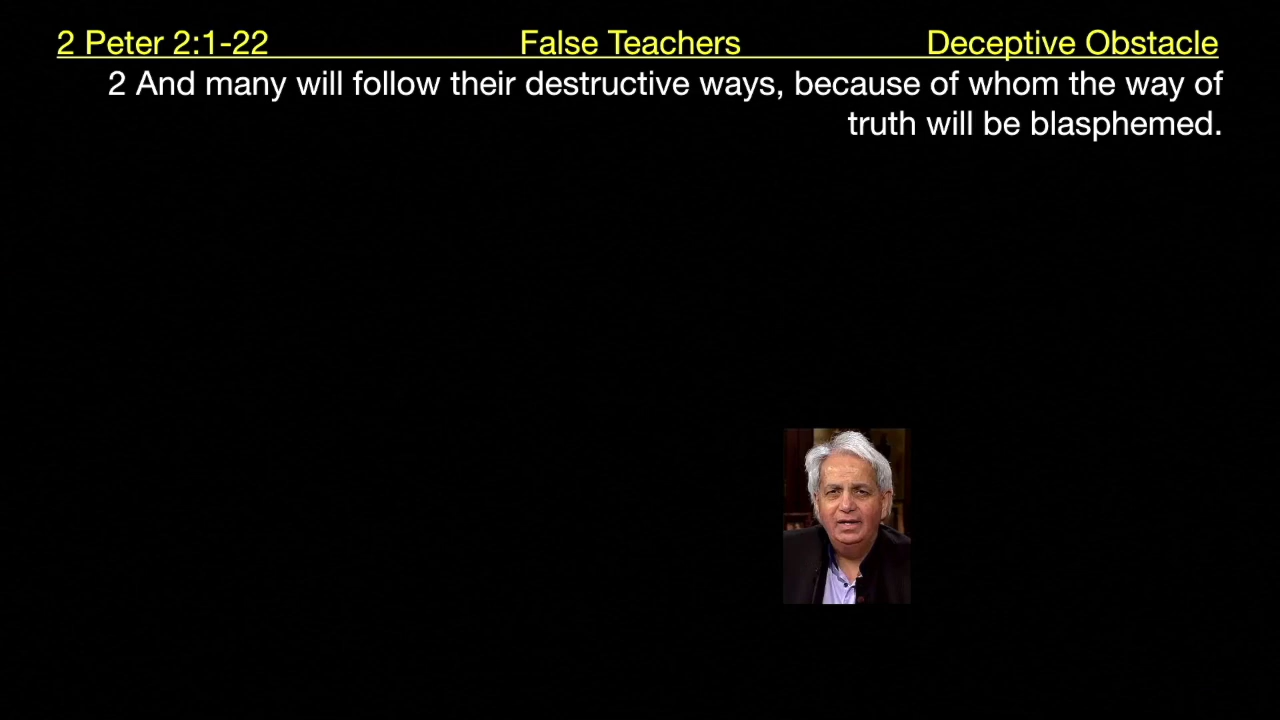 2 Peter 2:1-22 False Teachers Deceptive Obstacle
2 And many will follow their destructive ways, because of whom the way of
truth will be blasphemed.